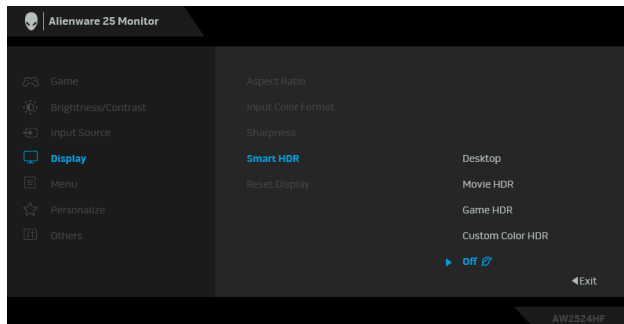 Alienware 25 Monitor
Game
Aspect Ratio
Brightness/Contrast
Input Color Format
Input Source
Sharpness
Display
Smart HDR
Desktop
Menu
Reset Display
Movie HDR
Personalize
Game HDR
Others
Custom Color HDR
Off
Exit
AW2524HF